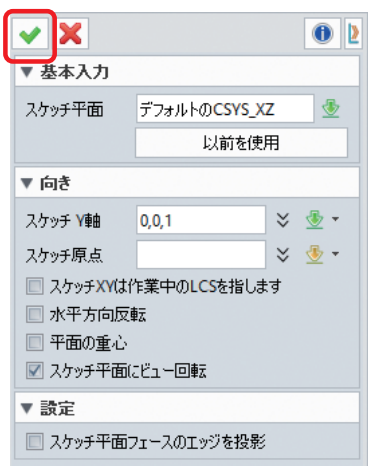 ▼ 基本入力
スケッチ平面 デフォルトのCSYS_XZ
以前を使用
▼ 向き
スケッチ Y軸 0,0,1
スケッチ原点
スケッチXYは作業中のLCSを指します
水平方向反転
平面の重心
スケッチ平面にビュー回転
▼ 設定
スケッチ平面フェースのエッジを投影